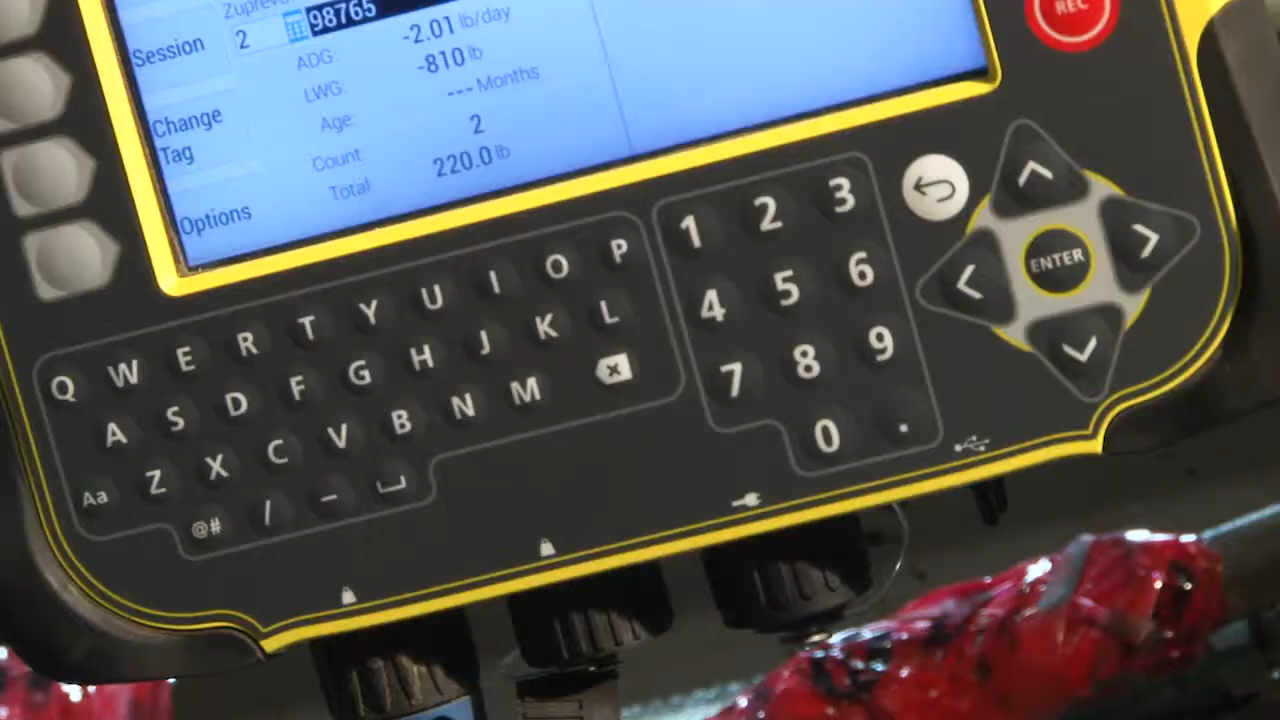 Session
2 98765
ADG: -2.01 lb/day
LWG: -810 lb
Change Tag
Age: --- Months
Count 2
Total: 220.0 lb
Options
REC
1 2 3
4 5 6
7 8 9
0 .
ENTER
Q W E R T Y U I O P
A S D F G H J K L
Aa Z X C V B N M
@# / -